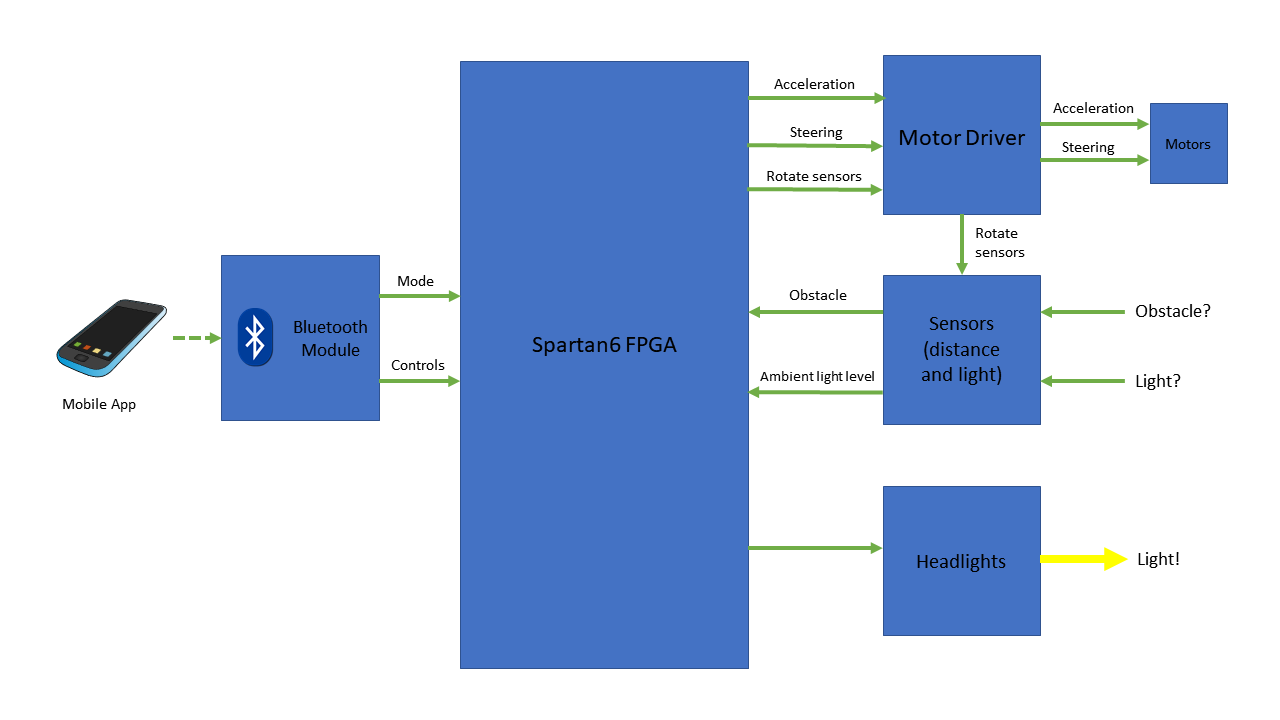 Mobile App
Bluetooth
Module
Mode
Controls
Spartan6 FPGA
Acceleration
Steering
Rotate sensors
Motor Driver
Acceleration
Steering
Motors
Rotate
sensors
Obstacle
Ambient light level
Sensors
(distance
and light)
Obstacle?
Light?
Headlights
Light!